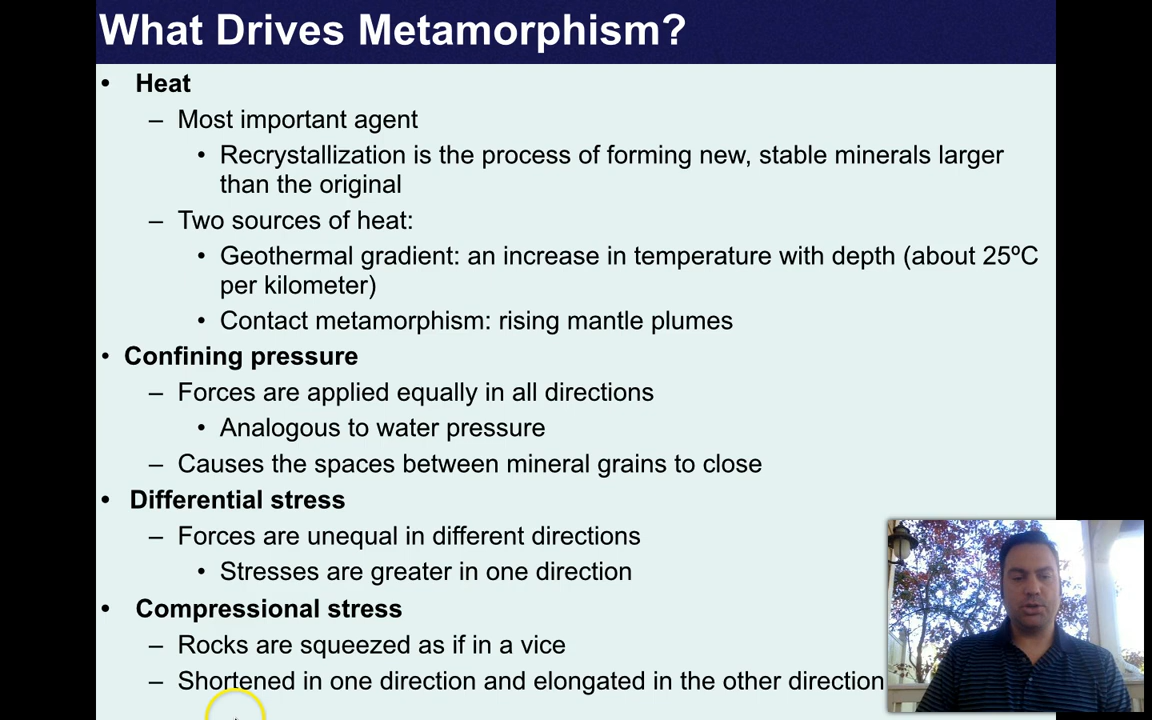 What Drives Metamorphism?
• Heat
– Most important agent
• Recrystallization is the process of forming new, stable minerals larger
than the original
– Two sources of heat:
• Geothermal gradient: an increase in temperature with depth (about 25ºC
per kilometer)
• Contact metamorphism: rising mantle plumes
• Confining pressure
– Forces are applied equally in all directions
• Analogous to water pressure
– Causes the spaces between mineral grains to close
• Differential stress
– Forces are unequal in different directions
• Stresses are greater in one direction
• Compressional stress
– Rocks are squeezed as if in a vice
– Shortened in one direction and elongated in the other direction